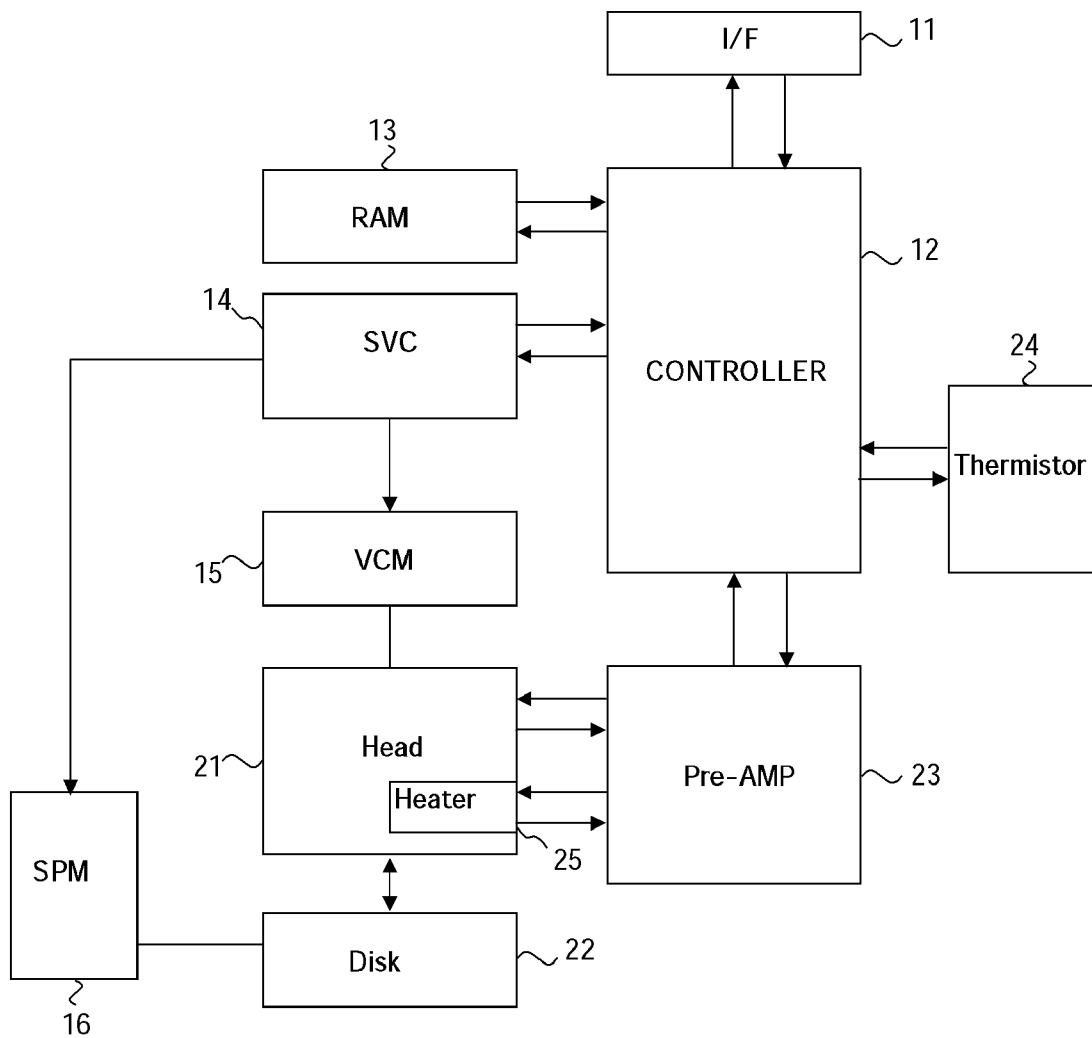 I/F
11
13
RAM
12
14
SVC
CONTROLLER
24
Thermistor
15
VCM
21
Head
Pre-AMP
23
Heater
25
SPM
Disk
22
16